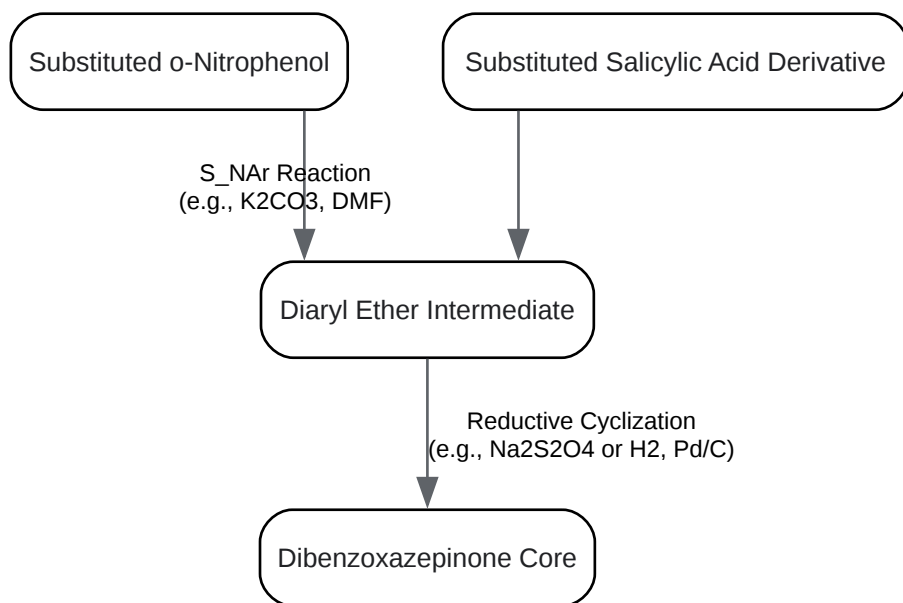 Substituted o-Nitrophenol
Substituted Salicylic Acid Derivative
S_NAr Reaction
(e.g., K2CO3, DMF)
Diaryl Ether Intermediate
Reductive Cyclization
(e.g., Na2S2O4 or H2, Pd/C)
Dibenzoxazepinone Core